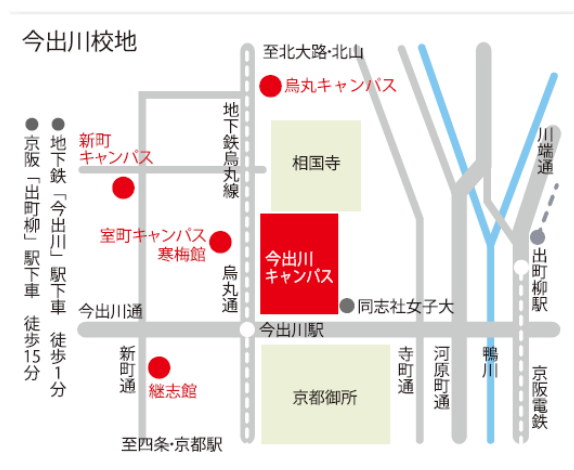 今出川校地
至北大路・北山
烏丸キャンパス
地下鉄烏丸線
相国寺
新町
キャンパス
● 地下鉄「今出川」駅下車 徒歩1分
● 京阪「出町柳」駅下車 徒歩15分
川端通
室町キャンパス
寒梅館
今出川
キャンパス
烏丸通
出町柳駅
同志社女子大
今出川通
今出川駅
新町通
継志館
京都御所
寺町通
河原町通
鴨川
京阪電鉄
至四条・京都駅